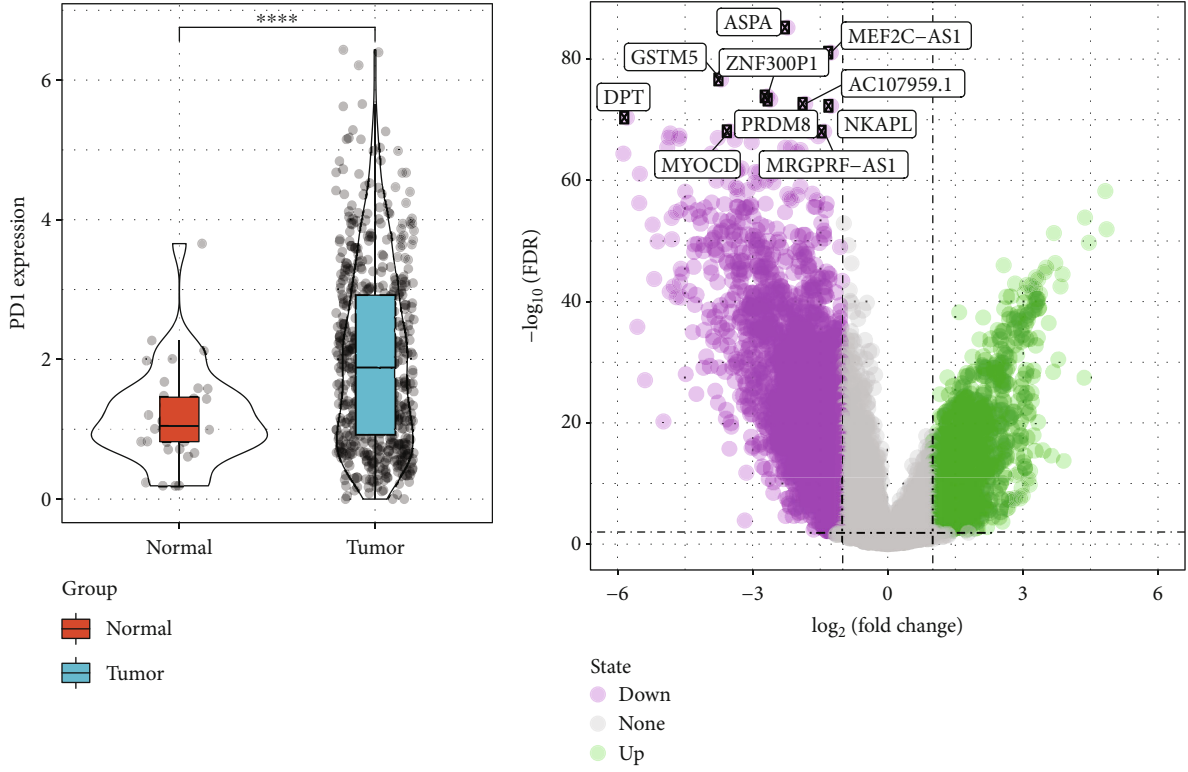 ****
PD1 expression
6
4
2
0
Normal
Tumor
Group
Normal
Tumor
ASPA
MEF2C−AS1
GSTM5
ZNF300P1
AC107959.1
DPT
PRDM8
NKAPL
MYOCD
MRGPRF−AS1
−log10 (FDR)
80
60
40
20
0
−6
−3
0
3
6
log2 (fold change)
State
Down
None
Up